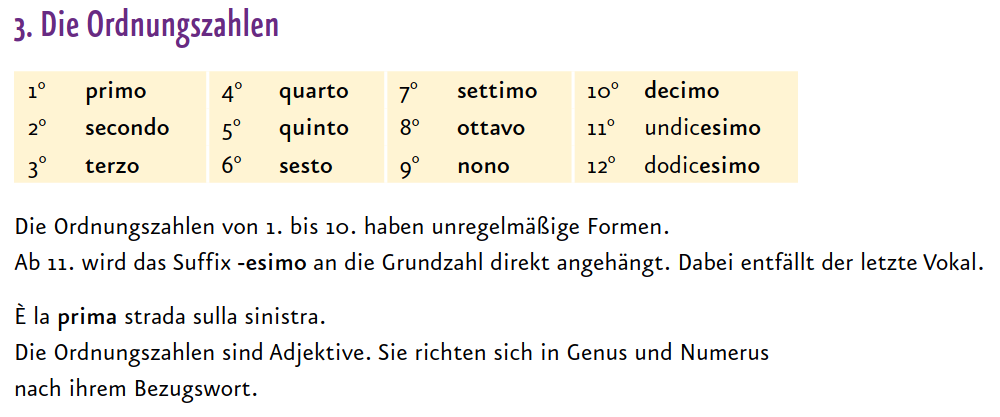 3. Die Ordnungszahlen
1° primo 4° quarto 7° settimo 10° decimo
2° secondo 5° quinto 8° ottavo 11° undicesimo
3° terzo 6° sesto 9° nono 12° dodicesimo
Die Ordnungszahlen von 1. bis 10. haben unregelmäßige Formen.
Ab 11. wird das Suffix -esimo an die Grundzahl direkt angehängt. Dabei entfällt der letzte Vokal.
È la prima strada sulla sinistra.
Die Ordnungszahlen sind Adjektive. Sie richten sich in Genus und Numerus
nach ihrem Bezugswort.